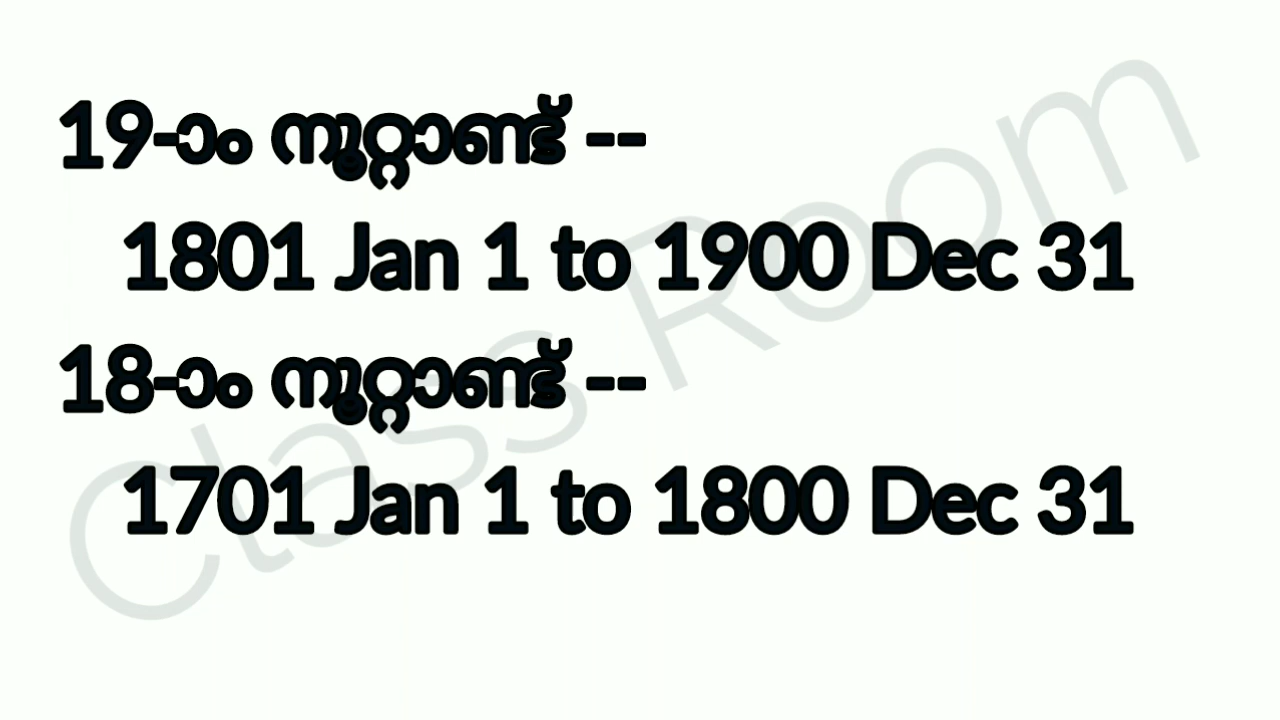 19-ാം നൂറ്റാണ്ട് --
1801 Jan 1 to 1900 Dec 31
18-ാം നൂറ്റാണ്ട് --
1701 Jan 1 to 1800 Dec 31
Class Room